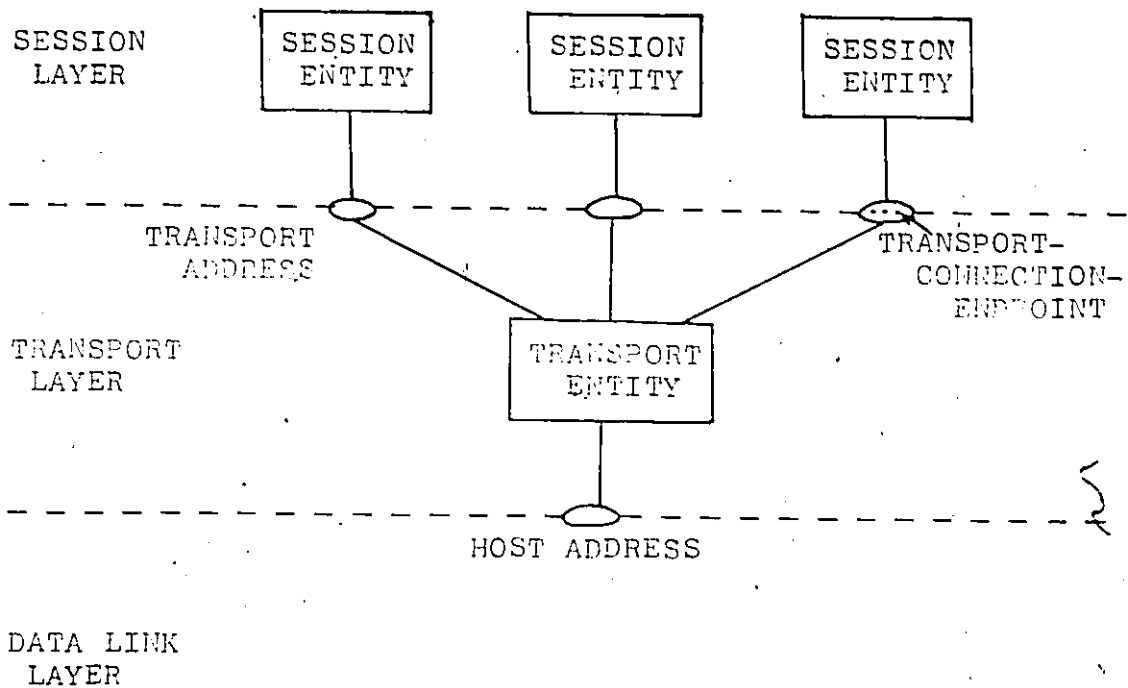 SESSION
LAYER
SESSION
ENTITY
SESSION
ENTITY
SESSION
ENTITY
TRANSPORT
ADDRESS
TRANSPORT-
CONNECTION-
ENDPOINT
TRANSPORT
LAYER
TRANSPORT
ENTITY
HOST ADDRESS
DATA LINK
LAYER